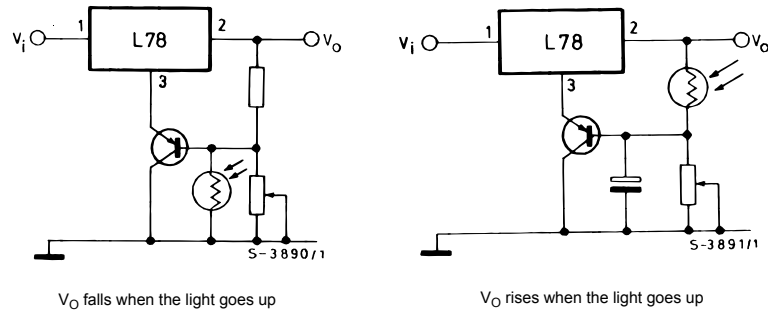 Vi 1 L78 2 Vo
3
S-3890/1
VO falls when the light goes up
Vi 1 L78 2 Vo
3
S-3891/1
VO rises when the light goes up